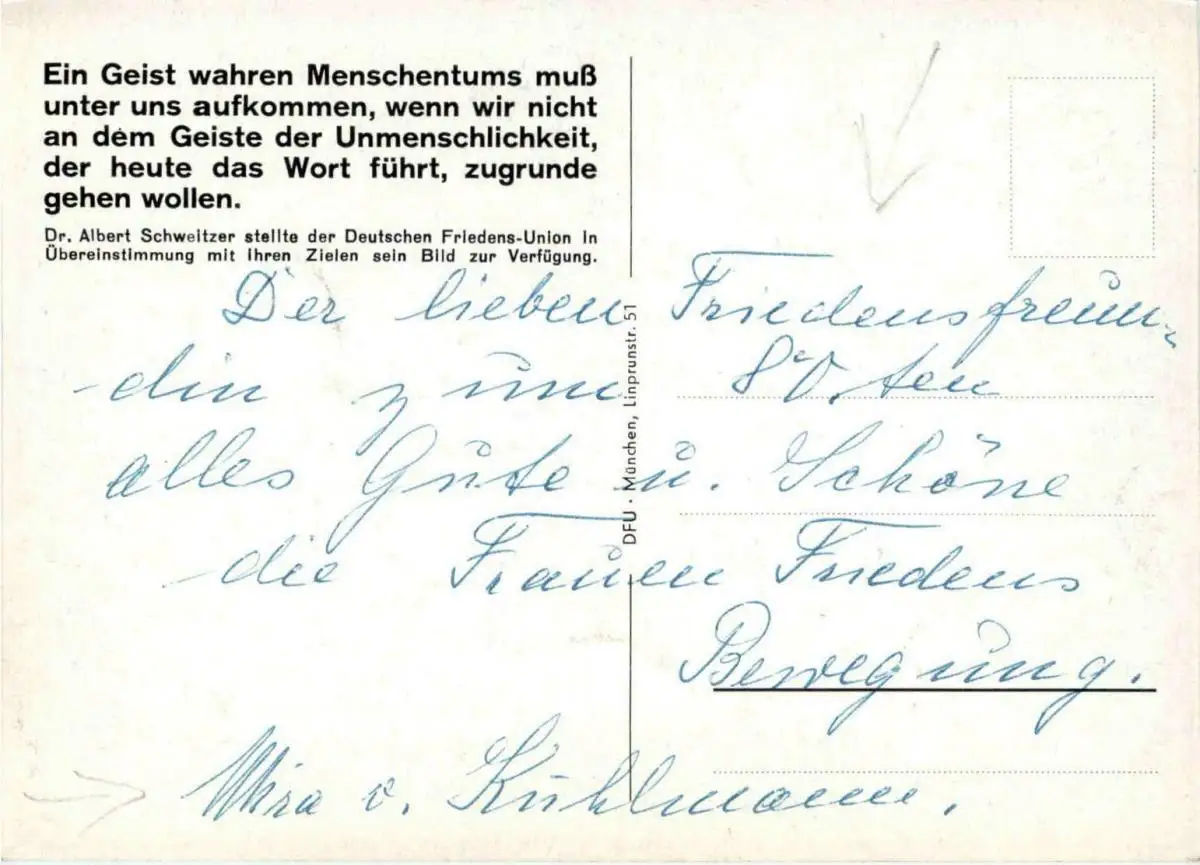 Ein Geist wahren Menschentums muß
unter uns aufkommen, wenn wir nicht
an dem Geiste der Unmenschlichkeit,
der heute das Wort führt, zugrunde
gehen wollen.
Dr. Albert Schweitzer stellte der Deutschen Friedens-Union in
Übereinstimmung mit ihren Zielen sein Bild zur Verfügung.
DFU · München, Linprunstr. 51
Der lieben Friedensfreun-
din zum 80.ten
alles Gute u. Schöne
die Frauen Friedens
Bewegung.
Mira v. Kühlmann.